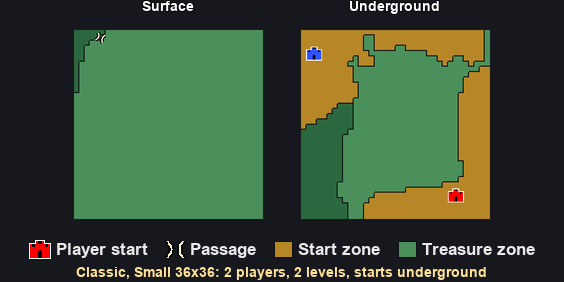 Surface
Underground
Player start
Passage
Start zone
Treasure zone
Classic, Small 36x36: 2 players, 2 levels, starts underground